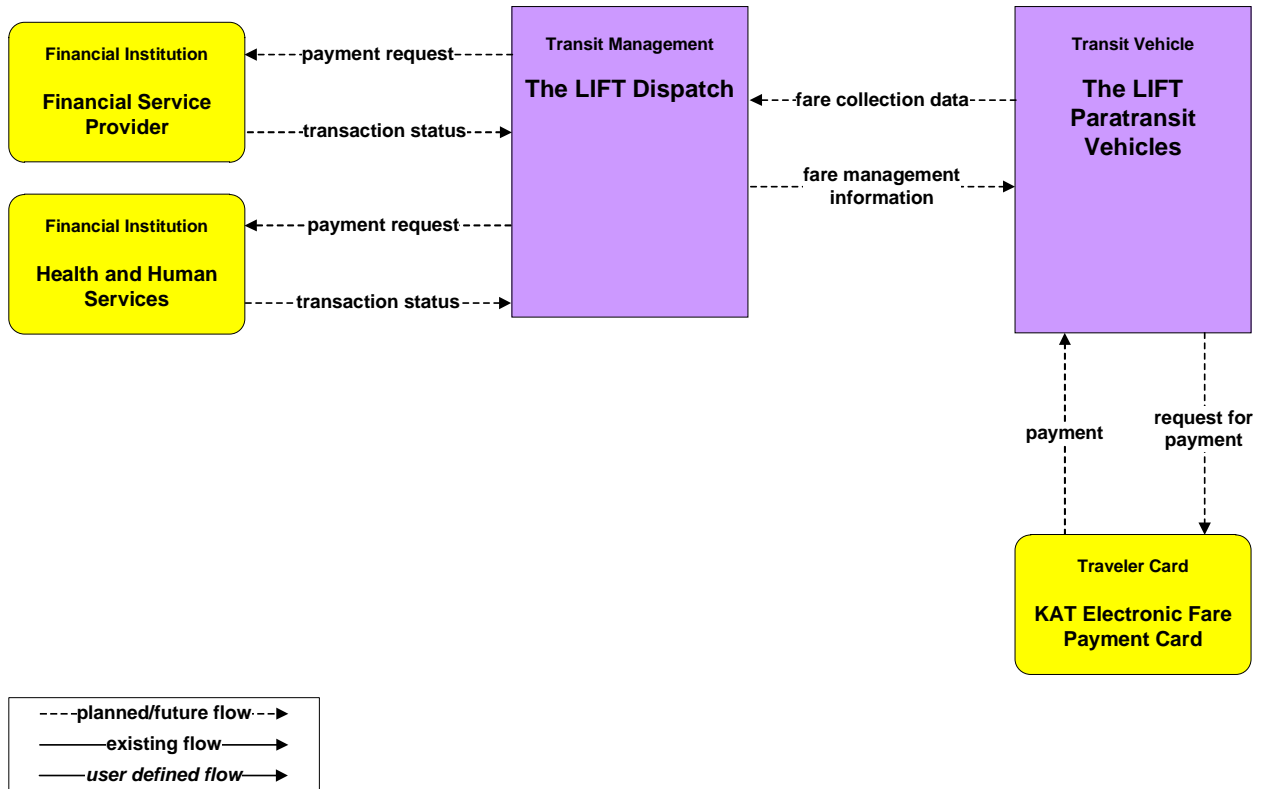 Financial Institution
Financial Service
Provider
payment request
transaction status
Transit Management
The LIFT Dispatch
fare collection data
fare management
information
Transit Vehicle
The LIFT
Paratransit
Vehicles
Financial Institution
Health and Human
Services
payment request
transaction status
payment
request for
payment
Traveler Card
KAT Electronic Fare
Payment Card
planned/future flow
existing flow
user defined flow